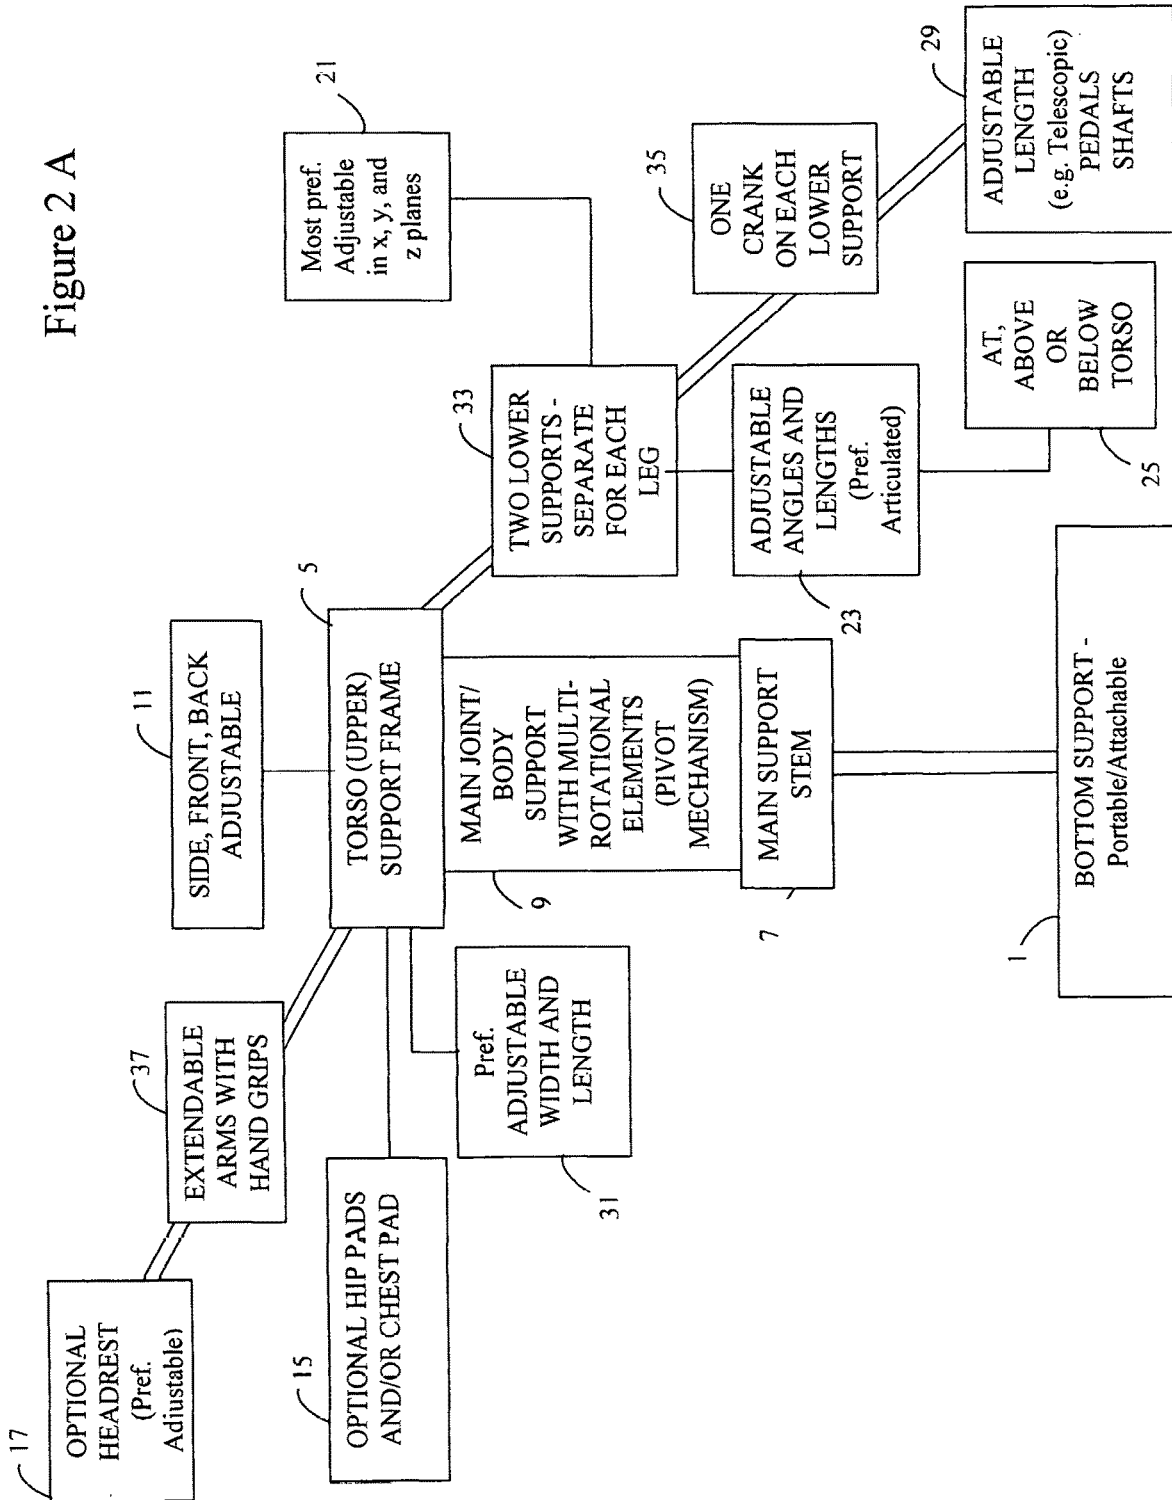 Figure 2 A
17
OPTIONAL
HEADREST
(Pref.
Adjustable)
37
EXTENDABLE
ARMS WITH
HAND GRIPS
11
SIDE, FRONT, BACK
ADJUSTABLE
21
Most pref.
Adjustable
in x, y, and
z planes
15
OPTIONAL HIP PADS
AND/OR CHEST PAD
5
TORSO (UPPER)
SUPPORT FRAME
31
Pref.
ADJUSTABLE
WIDTH AND
LENGTH
9
MAIN JOINT/
BODY
SUPPORT
WITH MULTI-
ROTATIONAL
ELEMENTS
(PIVOT
MECHANISM)
33
TWO LOWER
SUPPORTS -
SEPARATE
FOR EACH
LEG
35
ONE
CRANK
ON EACH
LOWER
SUPPORT
7
MAIN SUPPORT
STEM
23
ADJUSTABLE
ANGLES AND
LENGTHS
(Pref.
Articulated)
29
ADJUSTABLE
LENGTH
(e.g. Telescopic)
PEDALS
SHAFTS
25
AT,
ABOVE
OR
BELOW
TORSO
1
BOTTOM SUPPORT -
Portable/Attachable